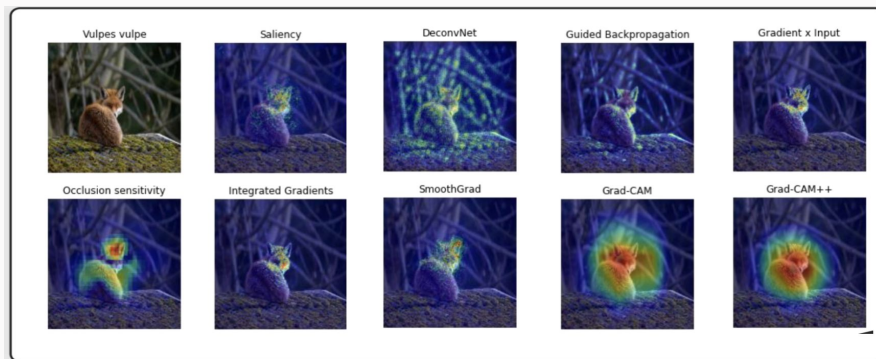 Vulpes vulpe
Saliency
DeconvNet
Guided Backpropagation
Gradient x Input
Occlusion sensitivity
Integrated Gradients
SmoothGrad
Grad-CAM
Grad-CAM++